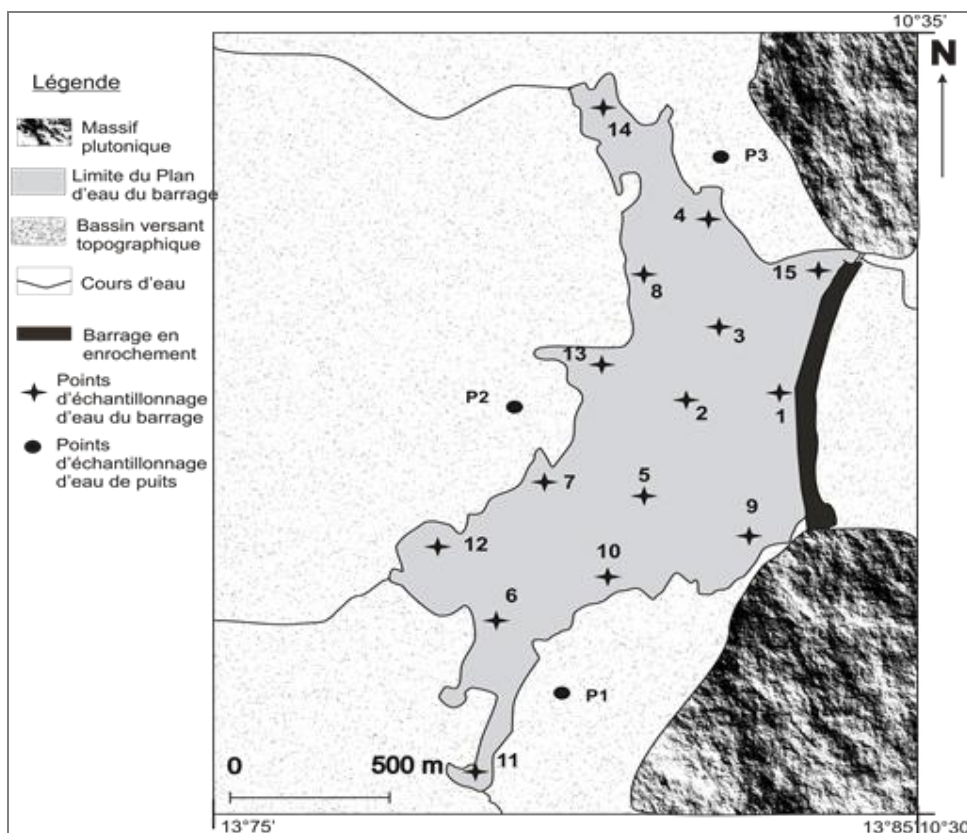 10°35'
N
Légende
Massif
plutonique
Limite du Plan
d'eau du barrage
Bassin versant
topographique
Cours d'eau
Barrage en
enrochement
Points
d'échantillonnage
d'eau du barrage
Points
d'échantillonnage
d'eau de puits
14
P3
4
15
8
3
13
P2
2
1
7
5
9
12
10
6
P1
11
0 500 m
13°75' 13°85' 10°30